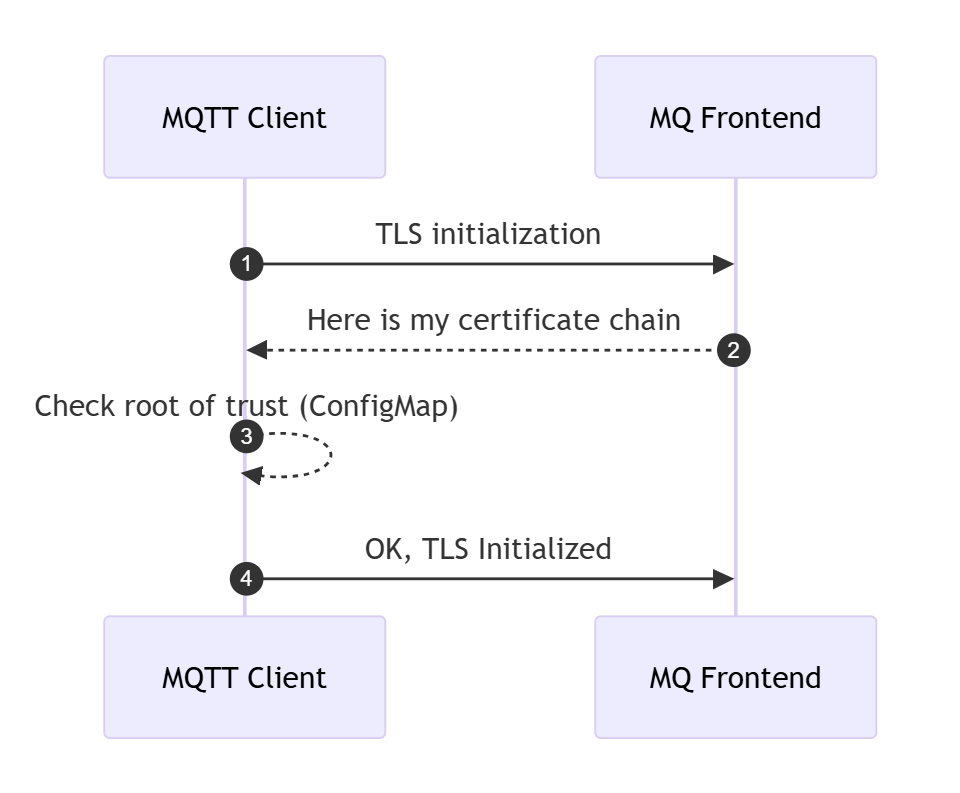 MQTT Client
MQ Frontend
TLS initialization
1
Here is my certificate chain
2
Check root of trust (ConfigMap)
3
OK, TLS Initialized
4
MQTT Client
MQ Frontend